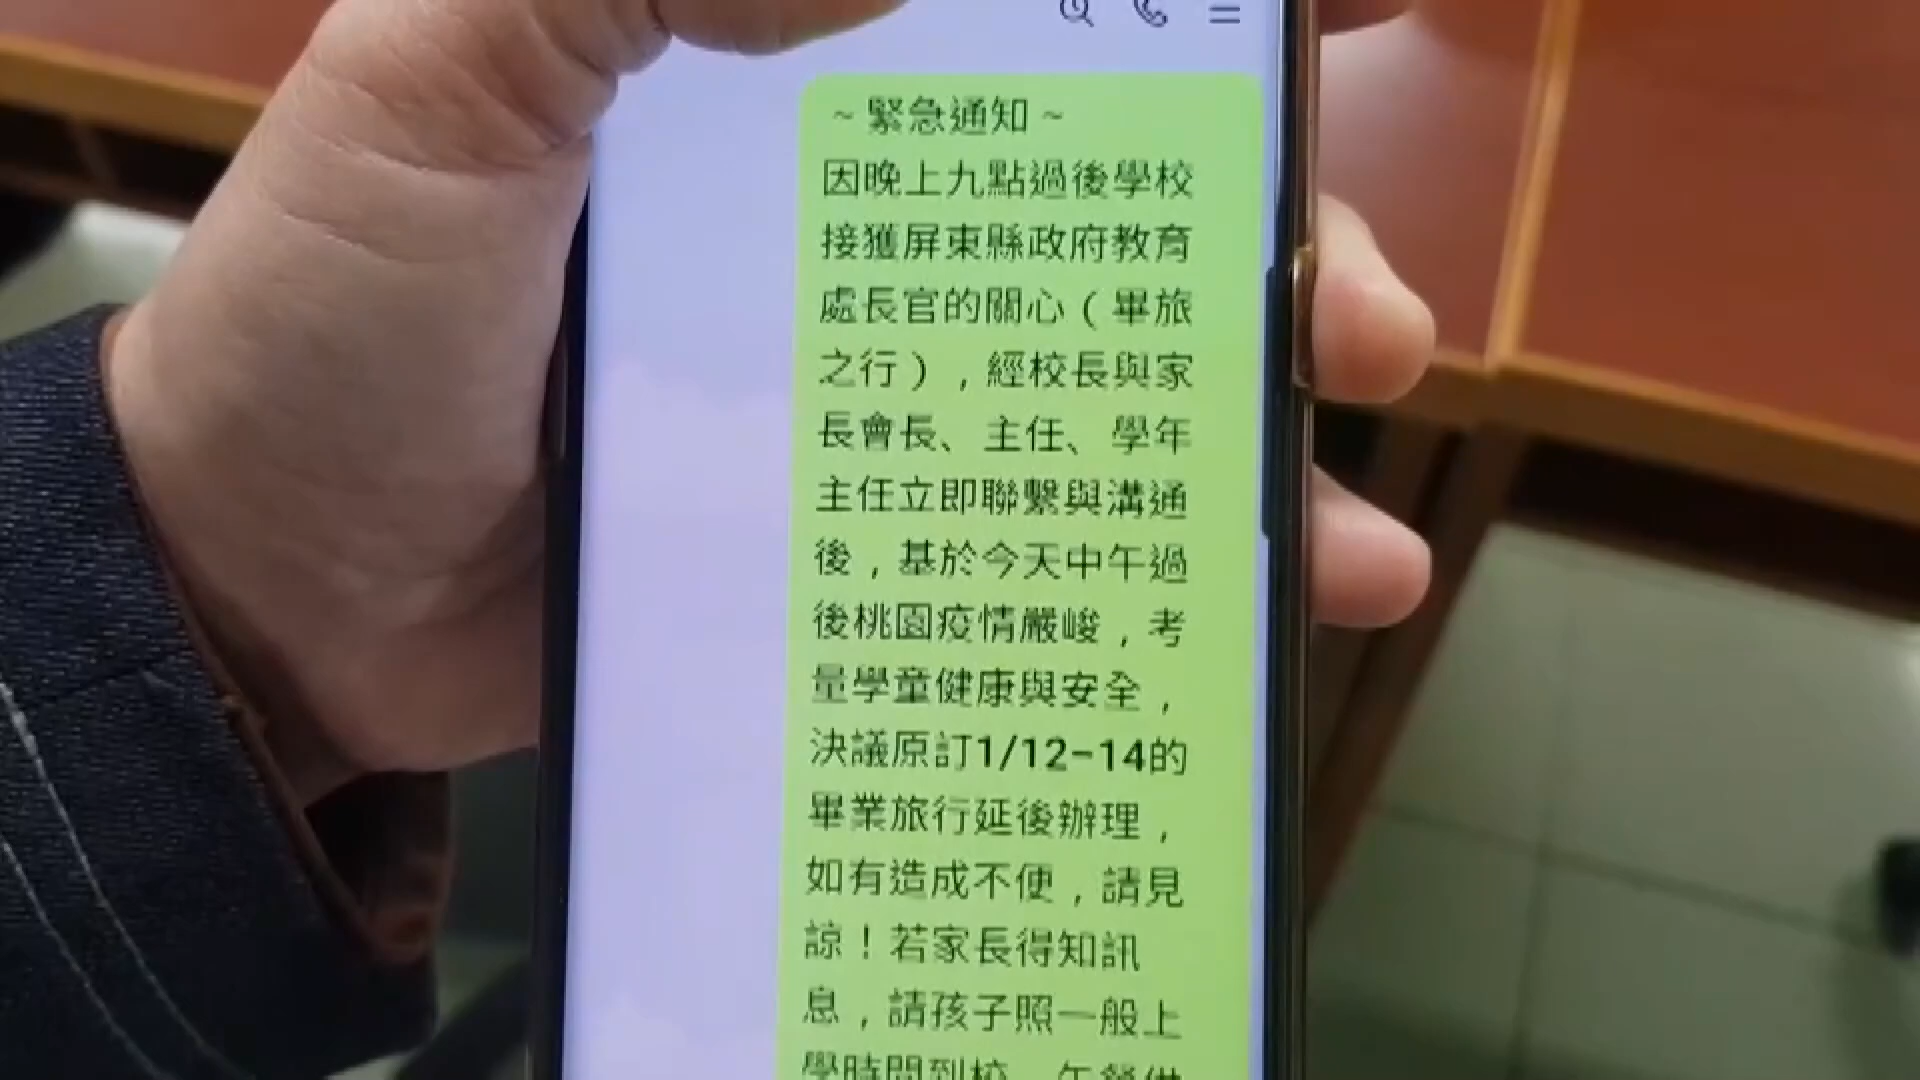 ~緊急通知~
因晚上九點過後學校
接獲屏東縣政府教育
處長官的關心（畢旅
之行），經校長與家
長會長、主任、學年
主任立即聯繫與溝通
後，基於今天中午過
後桃園疫情嚴峻，考
量學童健康與安全，
決議原訂1/12-14的
畢業旅行延後辦理，
如有造成不便，請見
諒！若家長得知訊
息，請孩子照一般上
學時間到校